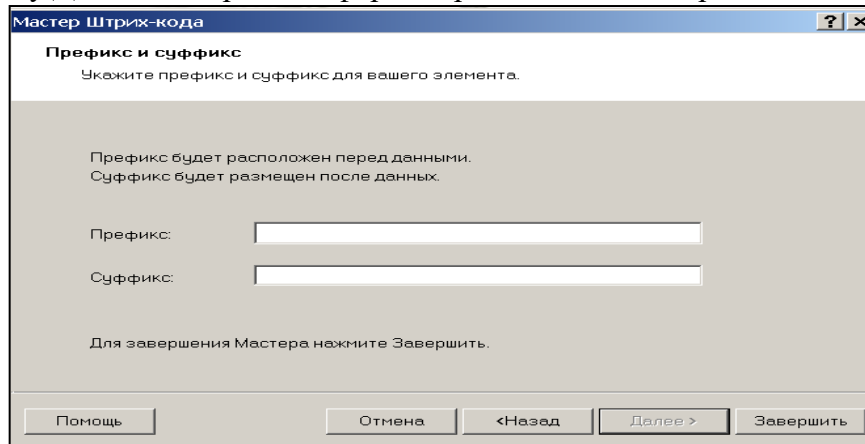 Мастер Штрих-кода
Префикс и суффикс
Укажите префикс и суффикс для вашего элемента.
Префикс будет расположен перед данными.
Суффикс будет размещен после данных.
Префикс:
Суффикс:
Для завершения Мастера нажмите Завершить.
Помощь
Отмена
<Назад
Далее >
Завершить